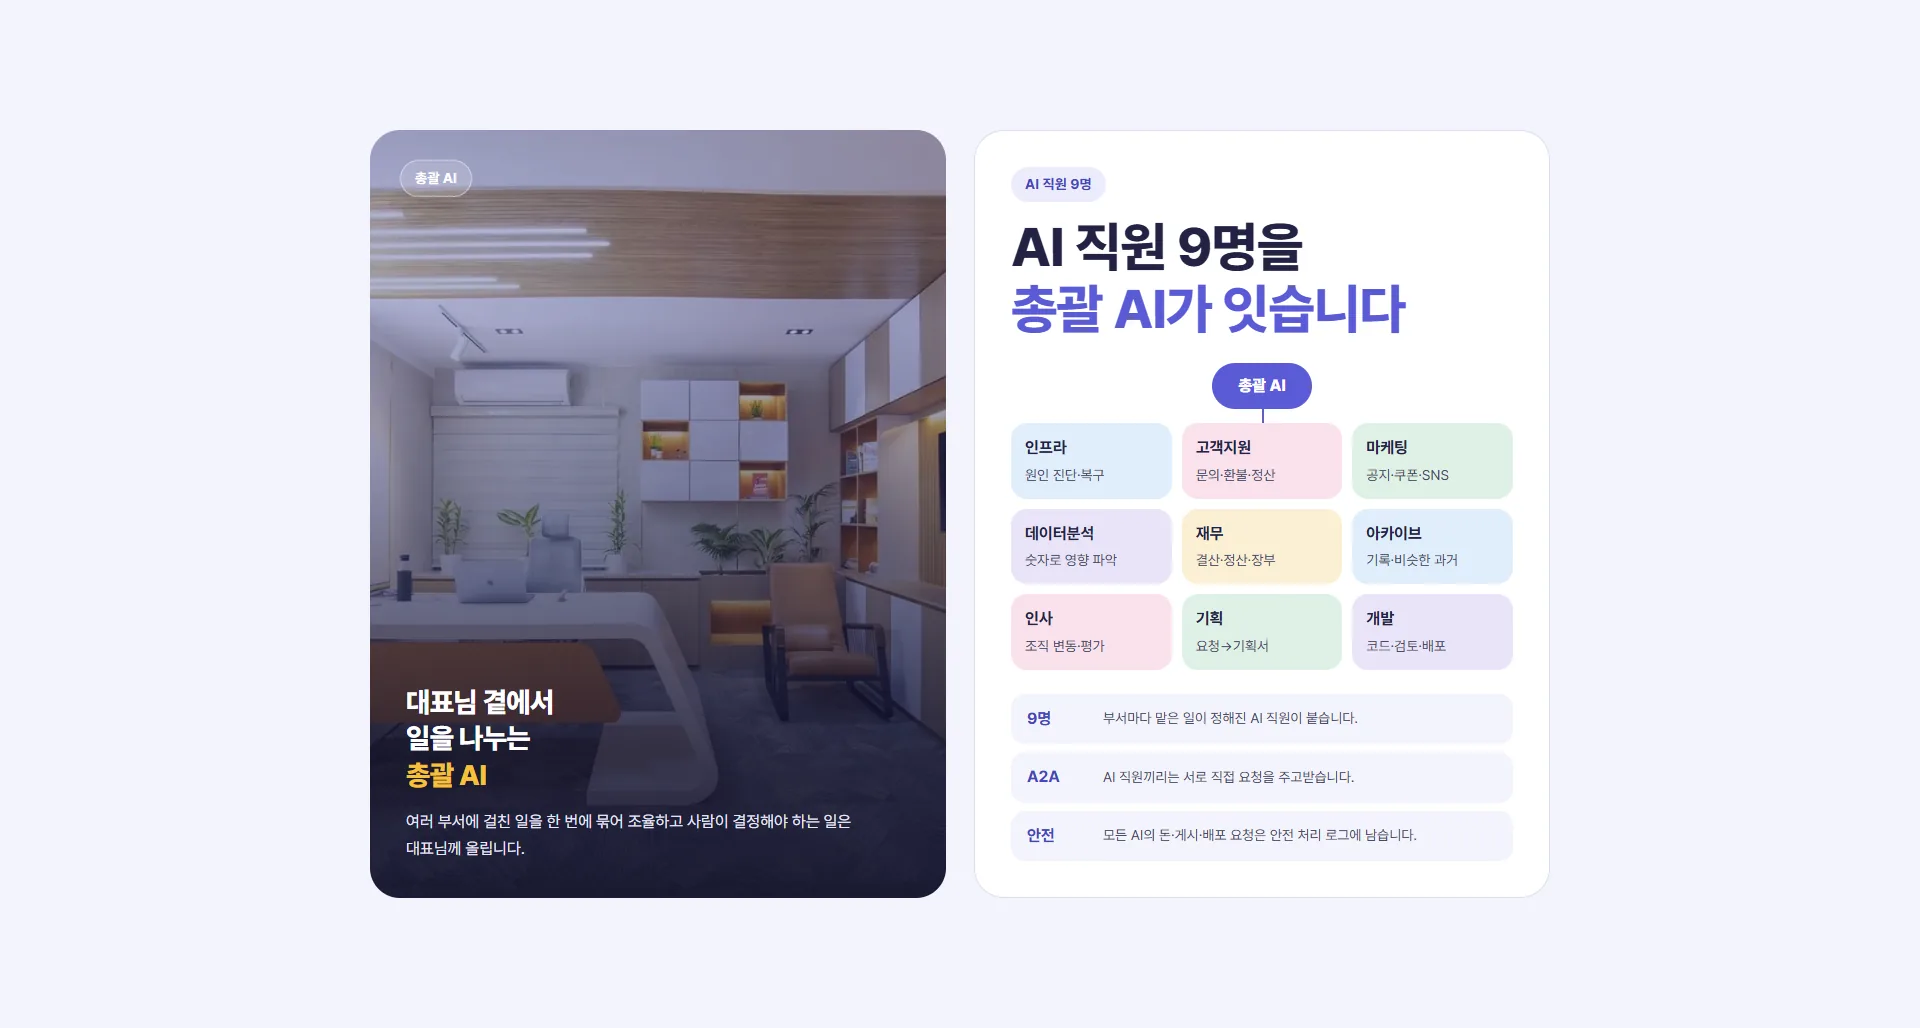 총괄 AI
대표님 곁에서
일을 나누는
총괄 AI
여러 부서에 걸친 일을 한 번에 묶어 조율하고 사람이 결정해야 하는 일은
대표님께 올립니다.
AI 직원 9명
AI 직원 9명을
총괄 AI가 잇습니다
총괄 AI
인프라
원인 진단·복구
고객지원
문의·환불·정산
마케팅
공지·쿠폰·SNS
데이터분석
숫자로 영향 파악
재무
결산·정산·장부
아카이브
기록·비슷한 과거
인사
조직 변동·평가
기획
요청→기획서
개발
코드·검토·배포
9명
부서마다 맡은 일이 정해진 AI 직원이 붙습니다.
A2A
AI 직원끼리는 서로 직접 요청을 주고받습니다.
안전
모든 AI의 돈·게시·배포 요청은 안전 처리 로그에 남습니다.